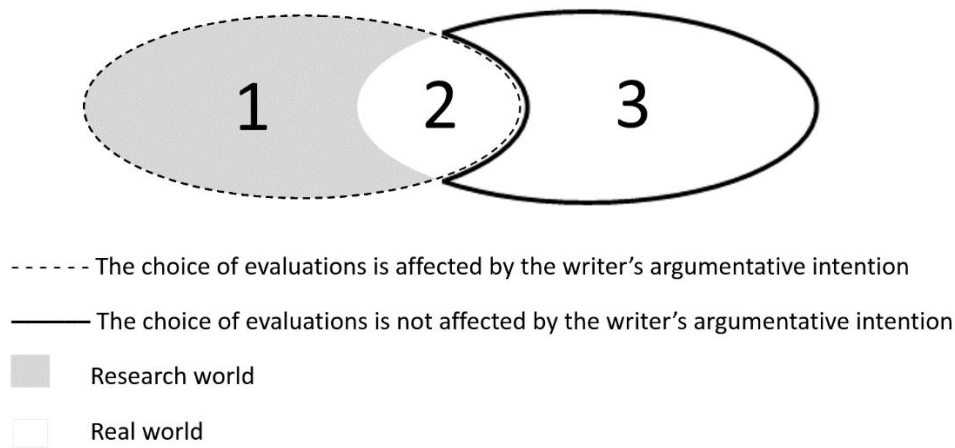 1 2 3
The choice of evaluations is affected by the writer's argumentative intention
The choice of evaluations is not affected by the writer's argumentative intention
Research world
Real world